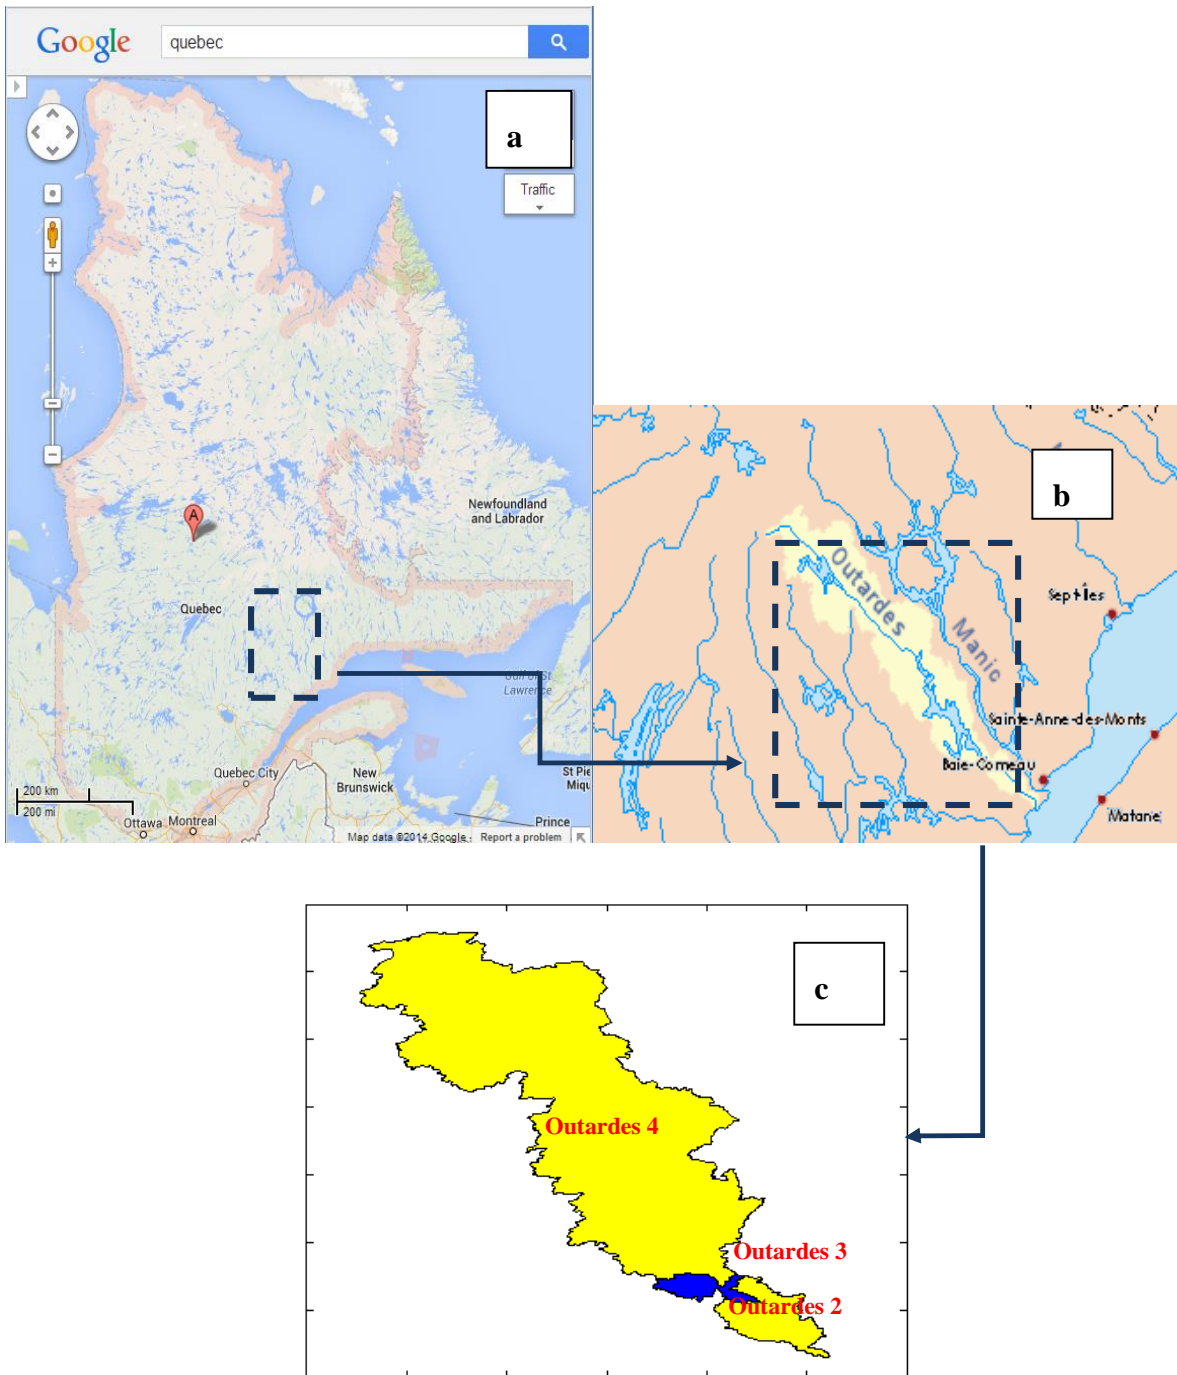 Google
quebec
a
Traffic
A
Newfoundland
and Labrador
Quebec
Gulf of St
Lawrence
Quebec City
New
Brunswick
St Pie
Miqu
200 km
200 mi
Ottawa Montreal
Prince
Map data ©2014 Google - Report a problem
b
Outardes
Manic
Sept-Îles
Sainte-Anne-des-Monts
Baie-Comeau
Matane
c
Outardes 4
Outardes 3
Outardes 2